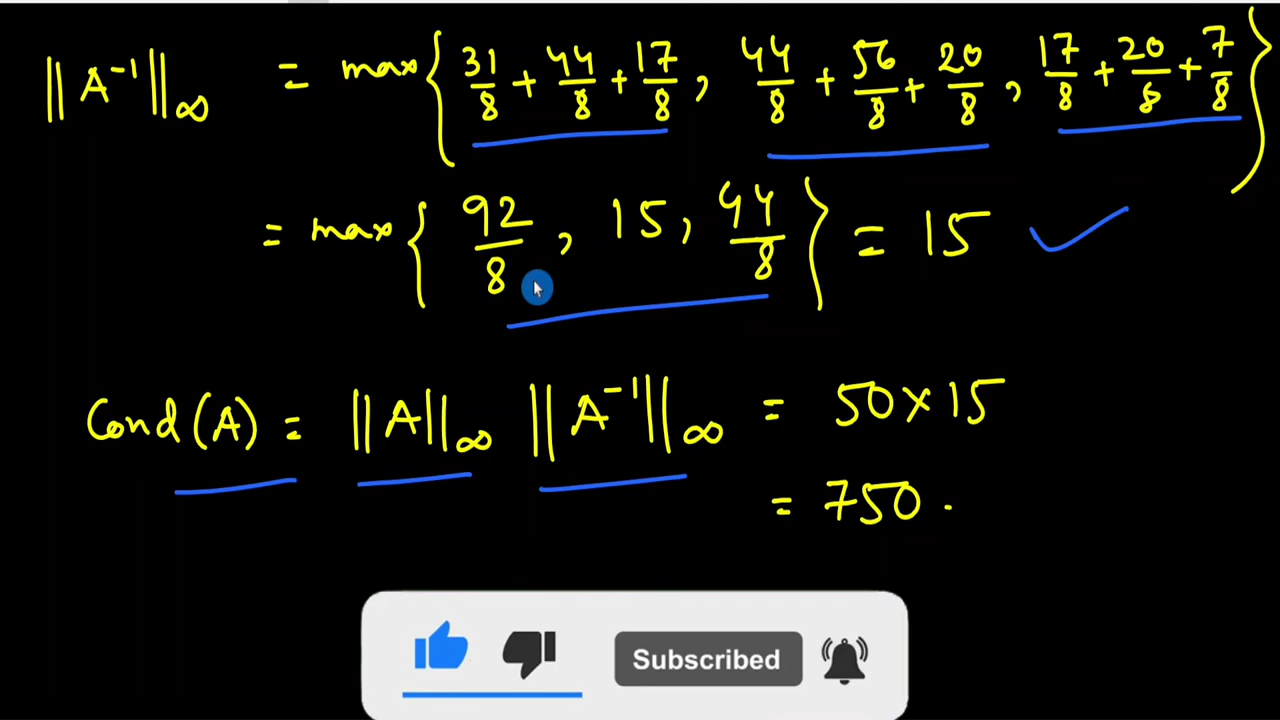 ||A⁻¹||∞ = max{31/8 + 44/8 + 17/8, 44/8 + 56/8 + 20/8, 17/8 + 20/8 + 7/8}
= max{92/8, 15, 44/8} = 15 ✓
Cond(A) = ||A||∞ ||A⁻¹||∞ = 50×15
= 750.
Subscribed